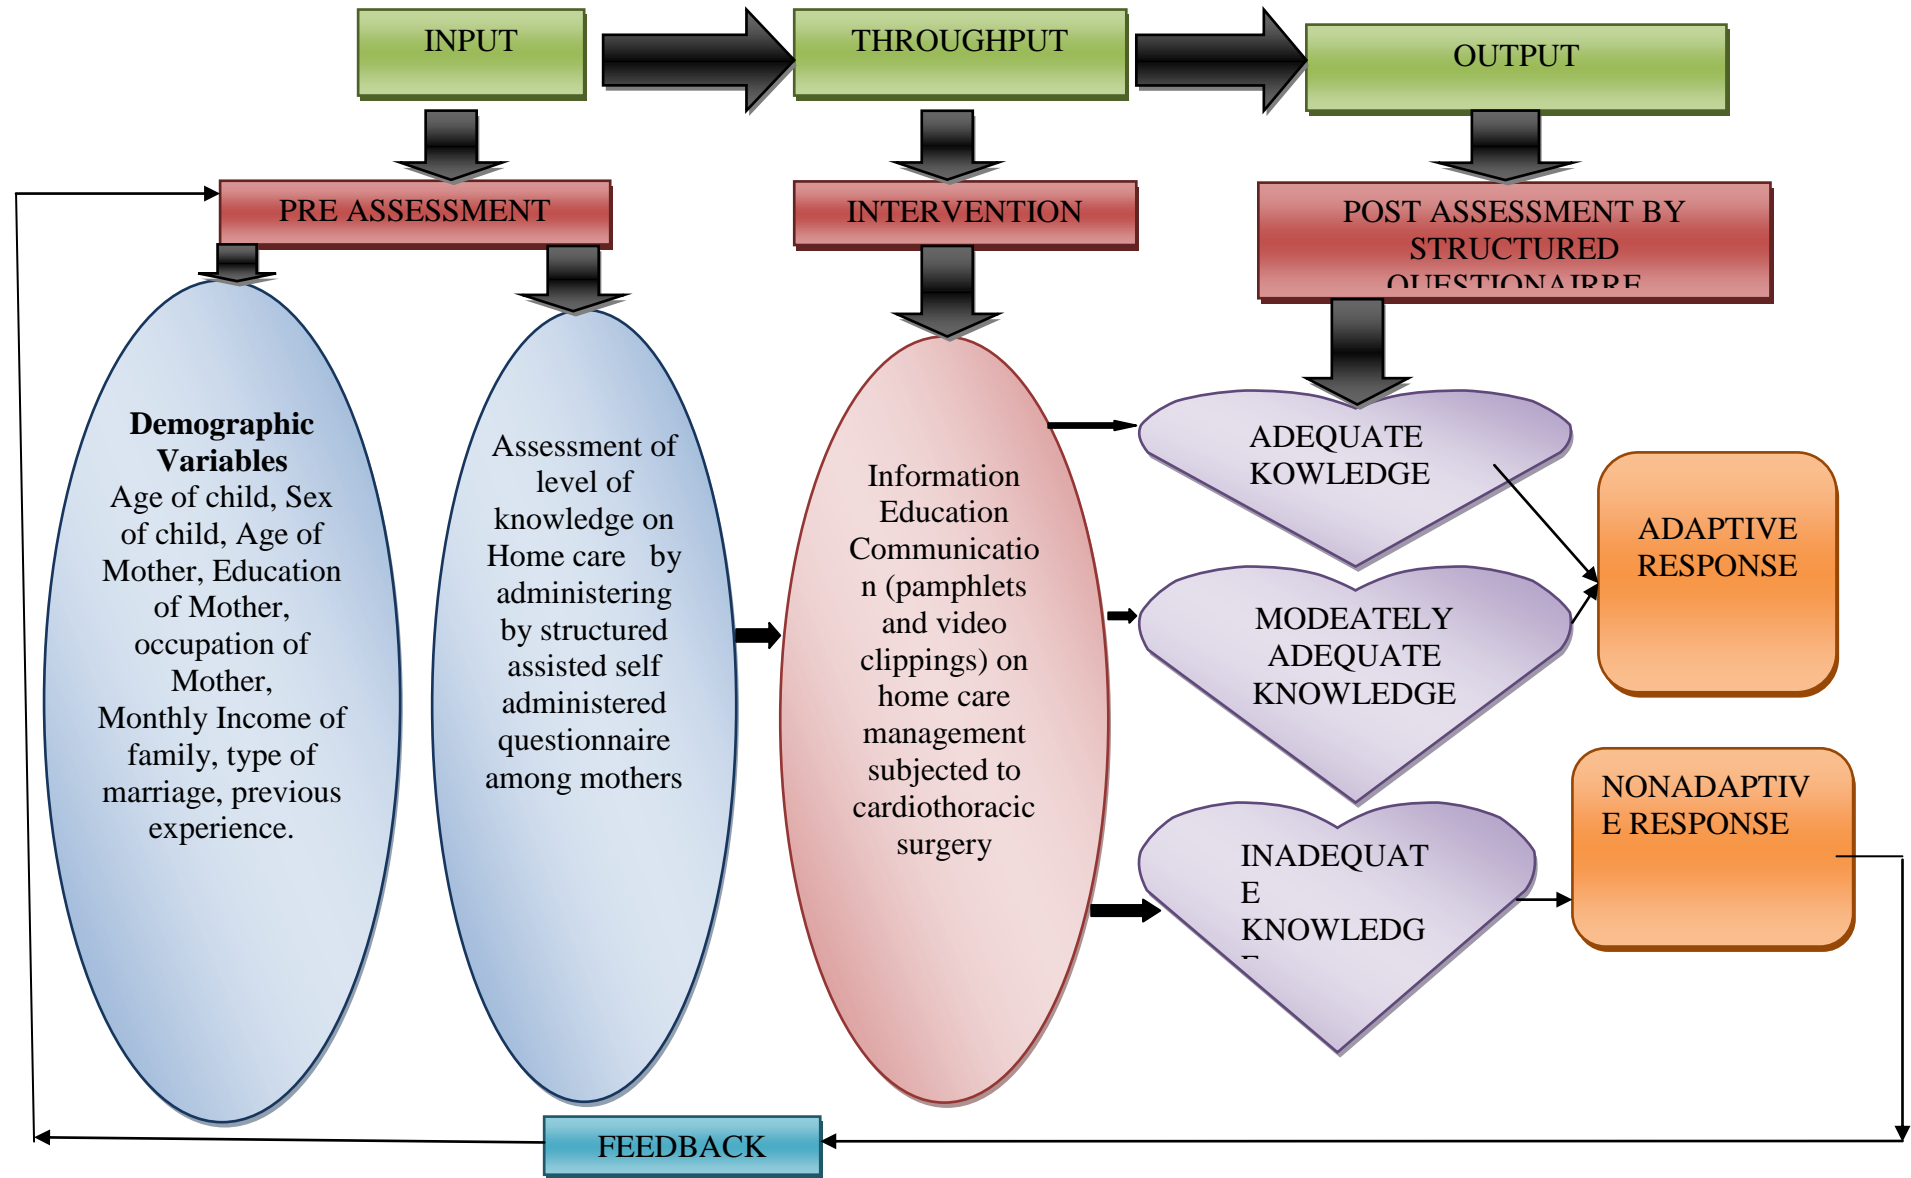 INPUT
THROUGHPUT
OUTPUT
PRE ASSESSMENT
INTERVENTION
POST ASSESSMENT BY
STRUCTURED
QUESTIONAIRRE
Demographic
Variables
Age of child, Sex
of child, Age of
Mother, Education
of Mother,
occupation of
Mother,
Monthly Income of
family, type of
marriage, previous
experience.
Assessment of
level of
knowledge on
Home care by
administering
by structured
assisted self
administered
questionnaire
among mothers
Information
Education
Communicatio
n (pamphlets
and video
clippings) on
home care
management
subjected to
cardiothoracic
surgery
ADEQUATE
KOWLEDGE
MODEATELY
ADEQUATE
KNOWLEDGE
INADEQUAT
E
KNOWLEDG
E
ADAPTIVE
RESPONSE
NONADAPTIV
E RESPONSE
FEEDBACK